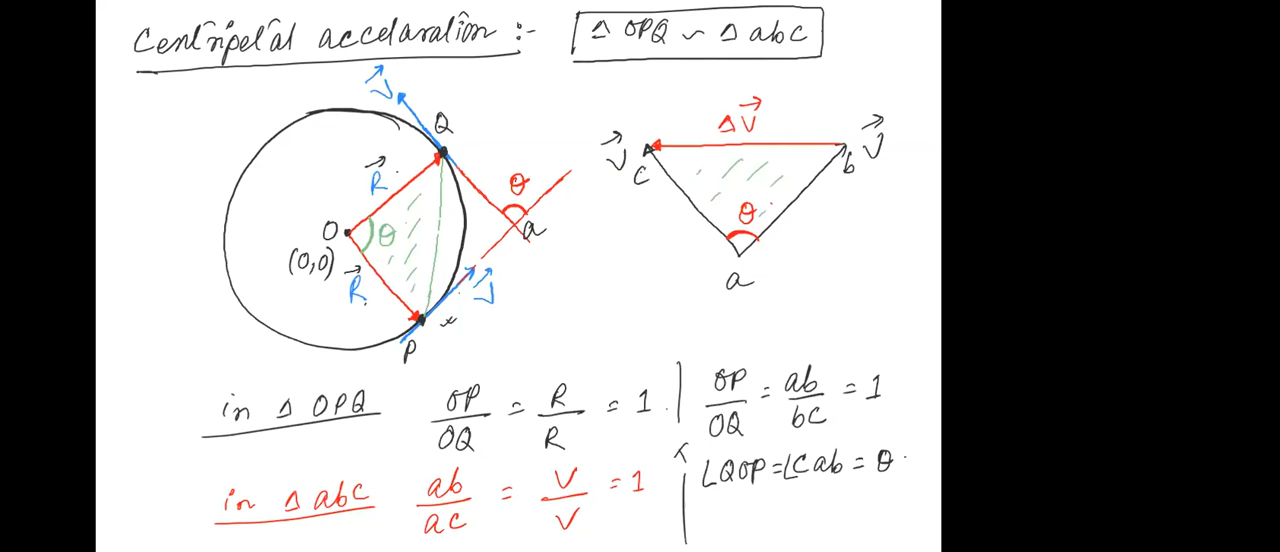 Centripetal accelaration :-
Δ OPQ ~ Δ abc
V
Q
R
θ
a
O
θ
(0,0)
R
V
P
ΔV
V
c
b
V
θ
a
in Δ OPQ OP/OQ = R/R = 1
in Δ abc ab/ac = V/V = 1
OP/OQ = ab/bc = 1
∠QOP = ∠Cab = θ